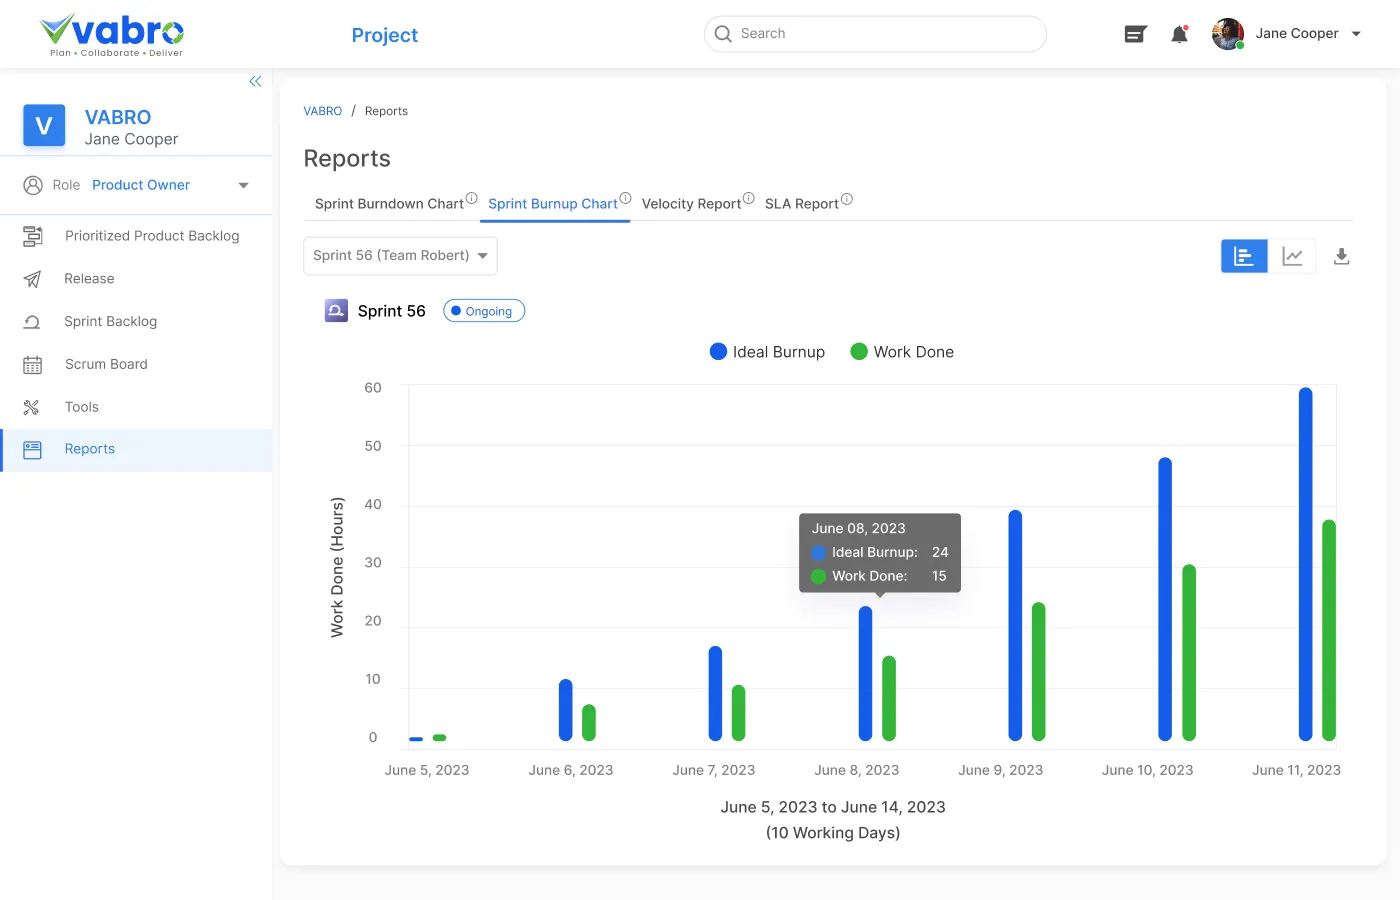 vabro
Plan • Collaborate • Deliver
Project
Search
Jane Cooper
V
VABRO
Jane Cooper
Role Product Owner
Prioritized Product Backlog
Release
Sprint Backlog
Scrum Board
Tools
Reports
VABRO / Reports
Reports
Sprint Burndown Chart Sprint Burnup Chart Velocity Report SLA Report
Sprint 56 (Team Robert)
Sprint 56 Ongoing
Ideal Burnup Work Done
Work Done (Hours)
60
50
40
30
20
10
0
June 08, 2023
Ideal Burnup: 24
Work Done: 15
June 5, 2023 June 6, 2023 June 7, 2023 June 8, 2023 June 9, 2023 June 10, 2023 June 11, 2023
June 5, 2023 to June 14, 2023
(10 Working Days)